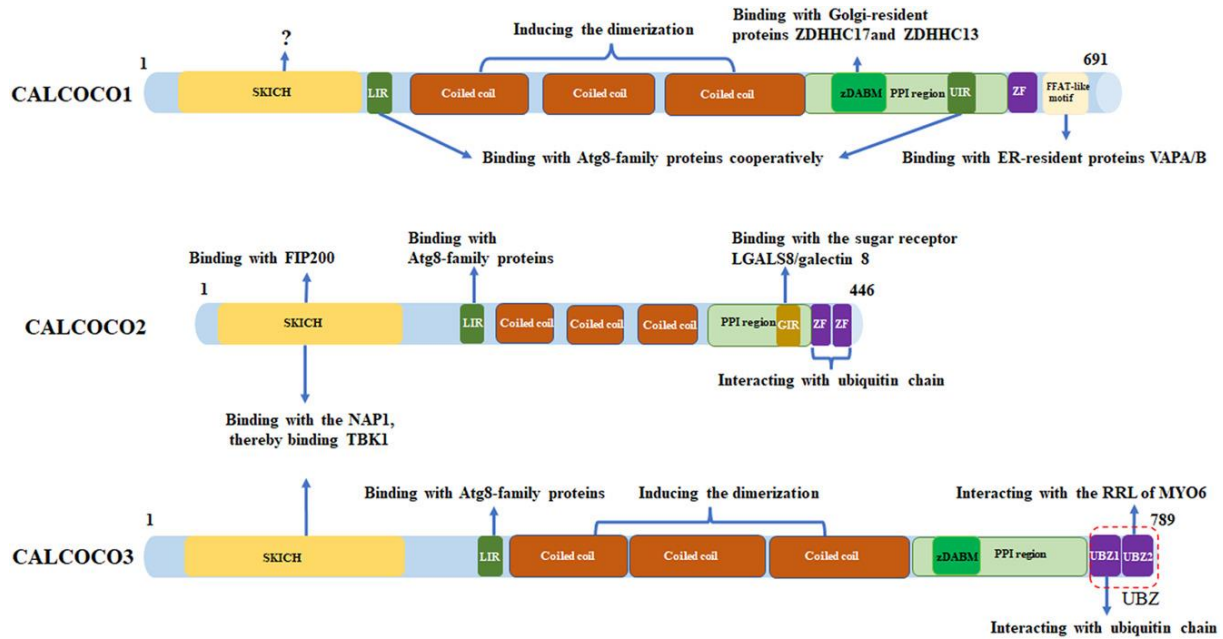 ?
Inducing the dimerization
Binding with Golgi-resident
proteins ZDHHC17and ZDHHC13
1
691
CALCOCO1
SKICH
LIR
Coiled coil
Coiled coil
Coiled coil
zDABM
PPI region
UIR
ZF
FFAT-like
motif
Binding with Atg8-family proteins cooperatively
Binding with ER-resident proteins VAPA/B
Binding with FIP200
Binding with
Atg8-family proteins
Binding with the sugar receptor
LGALS8/galectin 8
1
446
CALCOCO2
SKICH
LIR
Coiled coil
Coiled coil
Coiled coil
PPI region
GIR
ZF
ZF
Interacting with ubiquitin chain
Binding with the NAP1,
thereby binding TBK1
Binding with Atg8-family proteins
Inducing the dimerization
Interacting with the RRL of MYO6
1
789
CALCOCO3
SKICH
LIR
Coiled coil
Coiled coil
Coiled coil
zDABM
PPI region
UBZ1
UBZ2
UBZ
Interacting with ubiquitin chain